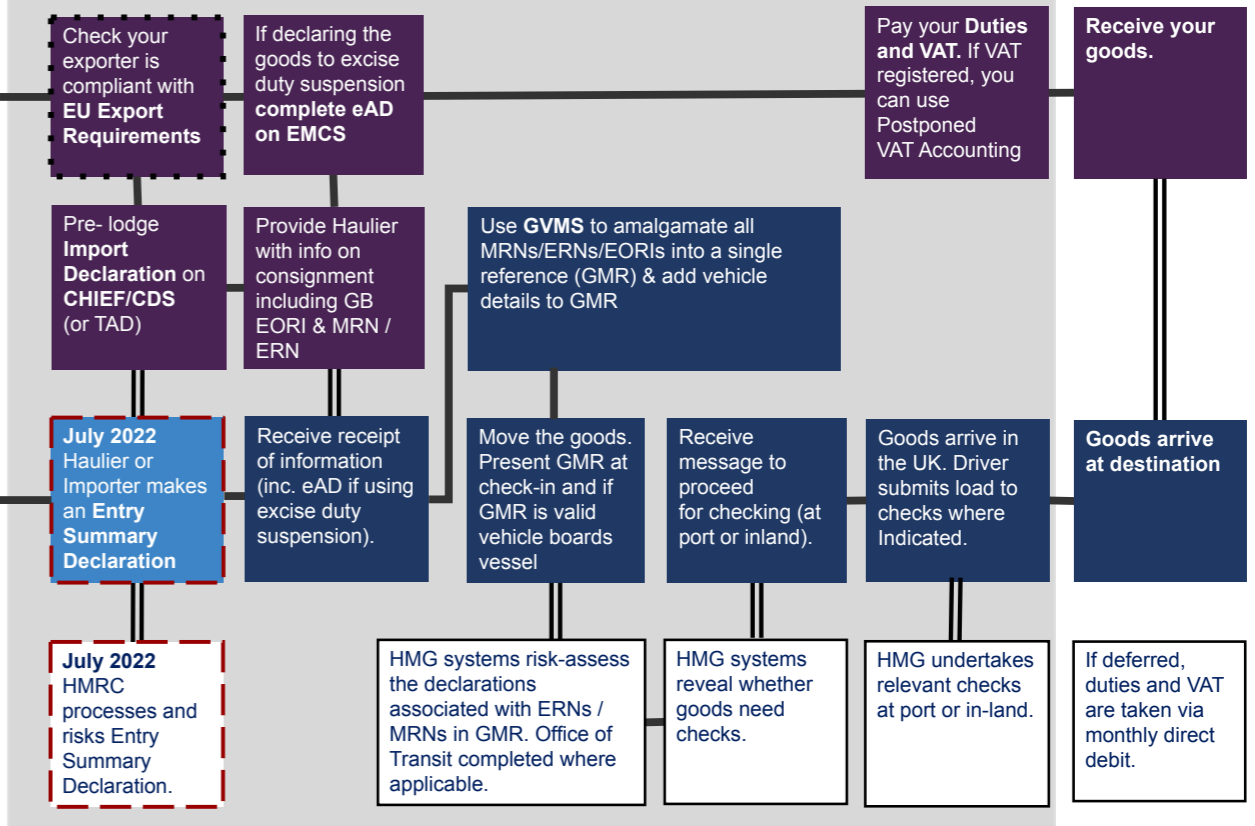 Check your
exporter is
compliant with
EU Export
Requirements
If declaring the
goods to excise
duty suspension
complete eAD
on EMCS
Pay your Duties
and VAT. If VAT
registered, you
can use
Postponed
VAT Accounting
Receive your
goods.
Pre- lodge
Import
Declaration on
CHIEF/CDS
(or TAD)
Provide Haulier
with info on
consignment
including GB
EORI & MRN /
ERN
Use GVMS to amalgamate all
MRNs/ERNs/EORIs into a single
reference (GMR) & add vehicle
details to GMR
July 2022
Haulier or
Importer makes
an Entry
Summary
Declaration
Receive receipt
of information
(inc. eAD if using
excise duty
suspension).
Move the goods.
Present GMR at
check-in and if
GMR is valid
vehicle boards
vessel
Receive
message to
proceed
for checking (at
port or inland).
Goods arrive in
the UK. Driver
submits load to
checks where
Indicated.
Goods arrive
at destination
July 2022
HMRC
processes and
risks Entry
Summary
Declaration.
HMG systems risk-assess
the declarations
associated with ERNs /
MRNs in GMR. Office of
Transit completed where
applicable.
HMG systems
reveal whether
goods need
checks.
HMG undertakes
relevant checks
at port or in-land.
If deferred,
duties and VAT
are taken via
monthly direct
debit.